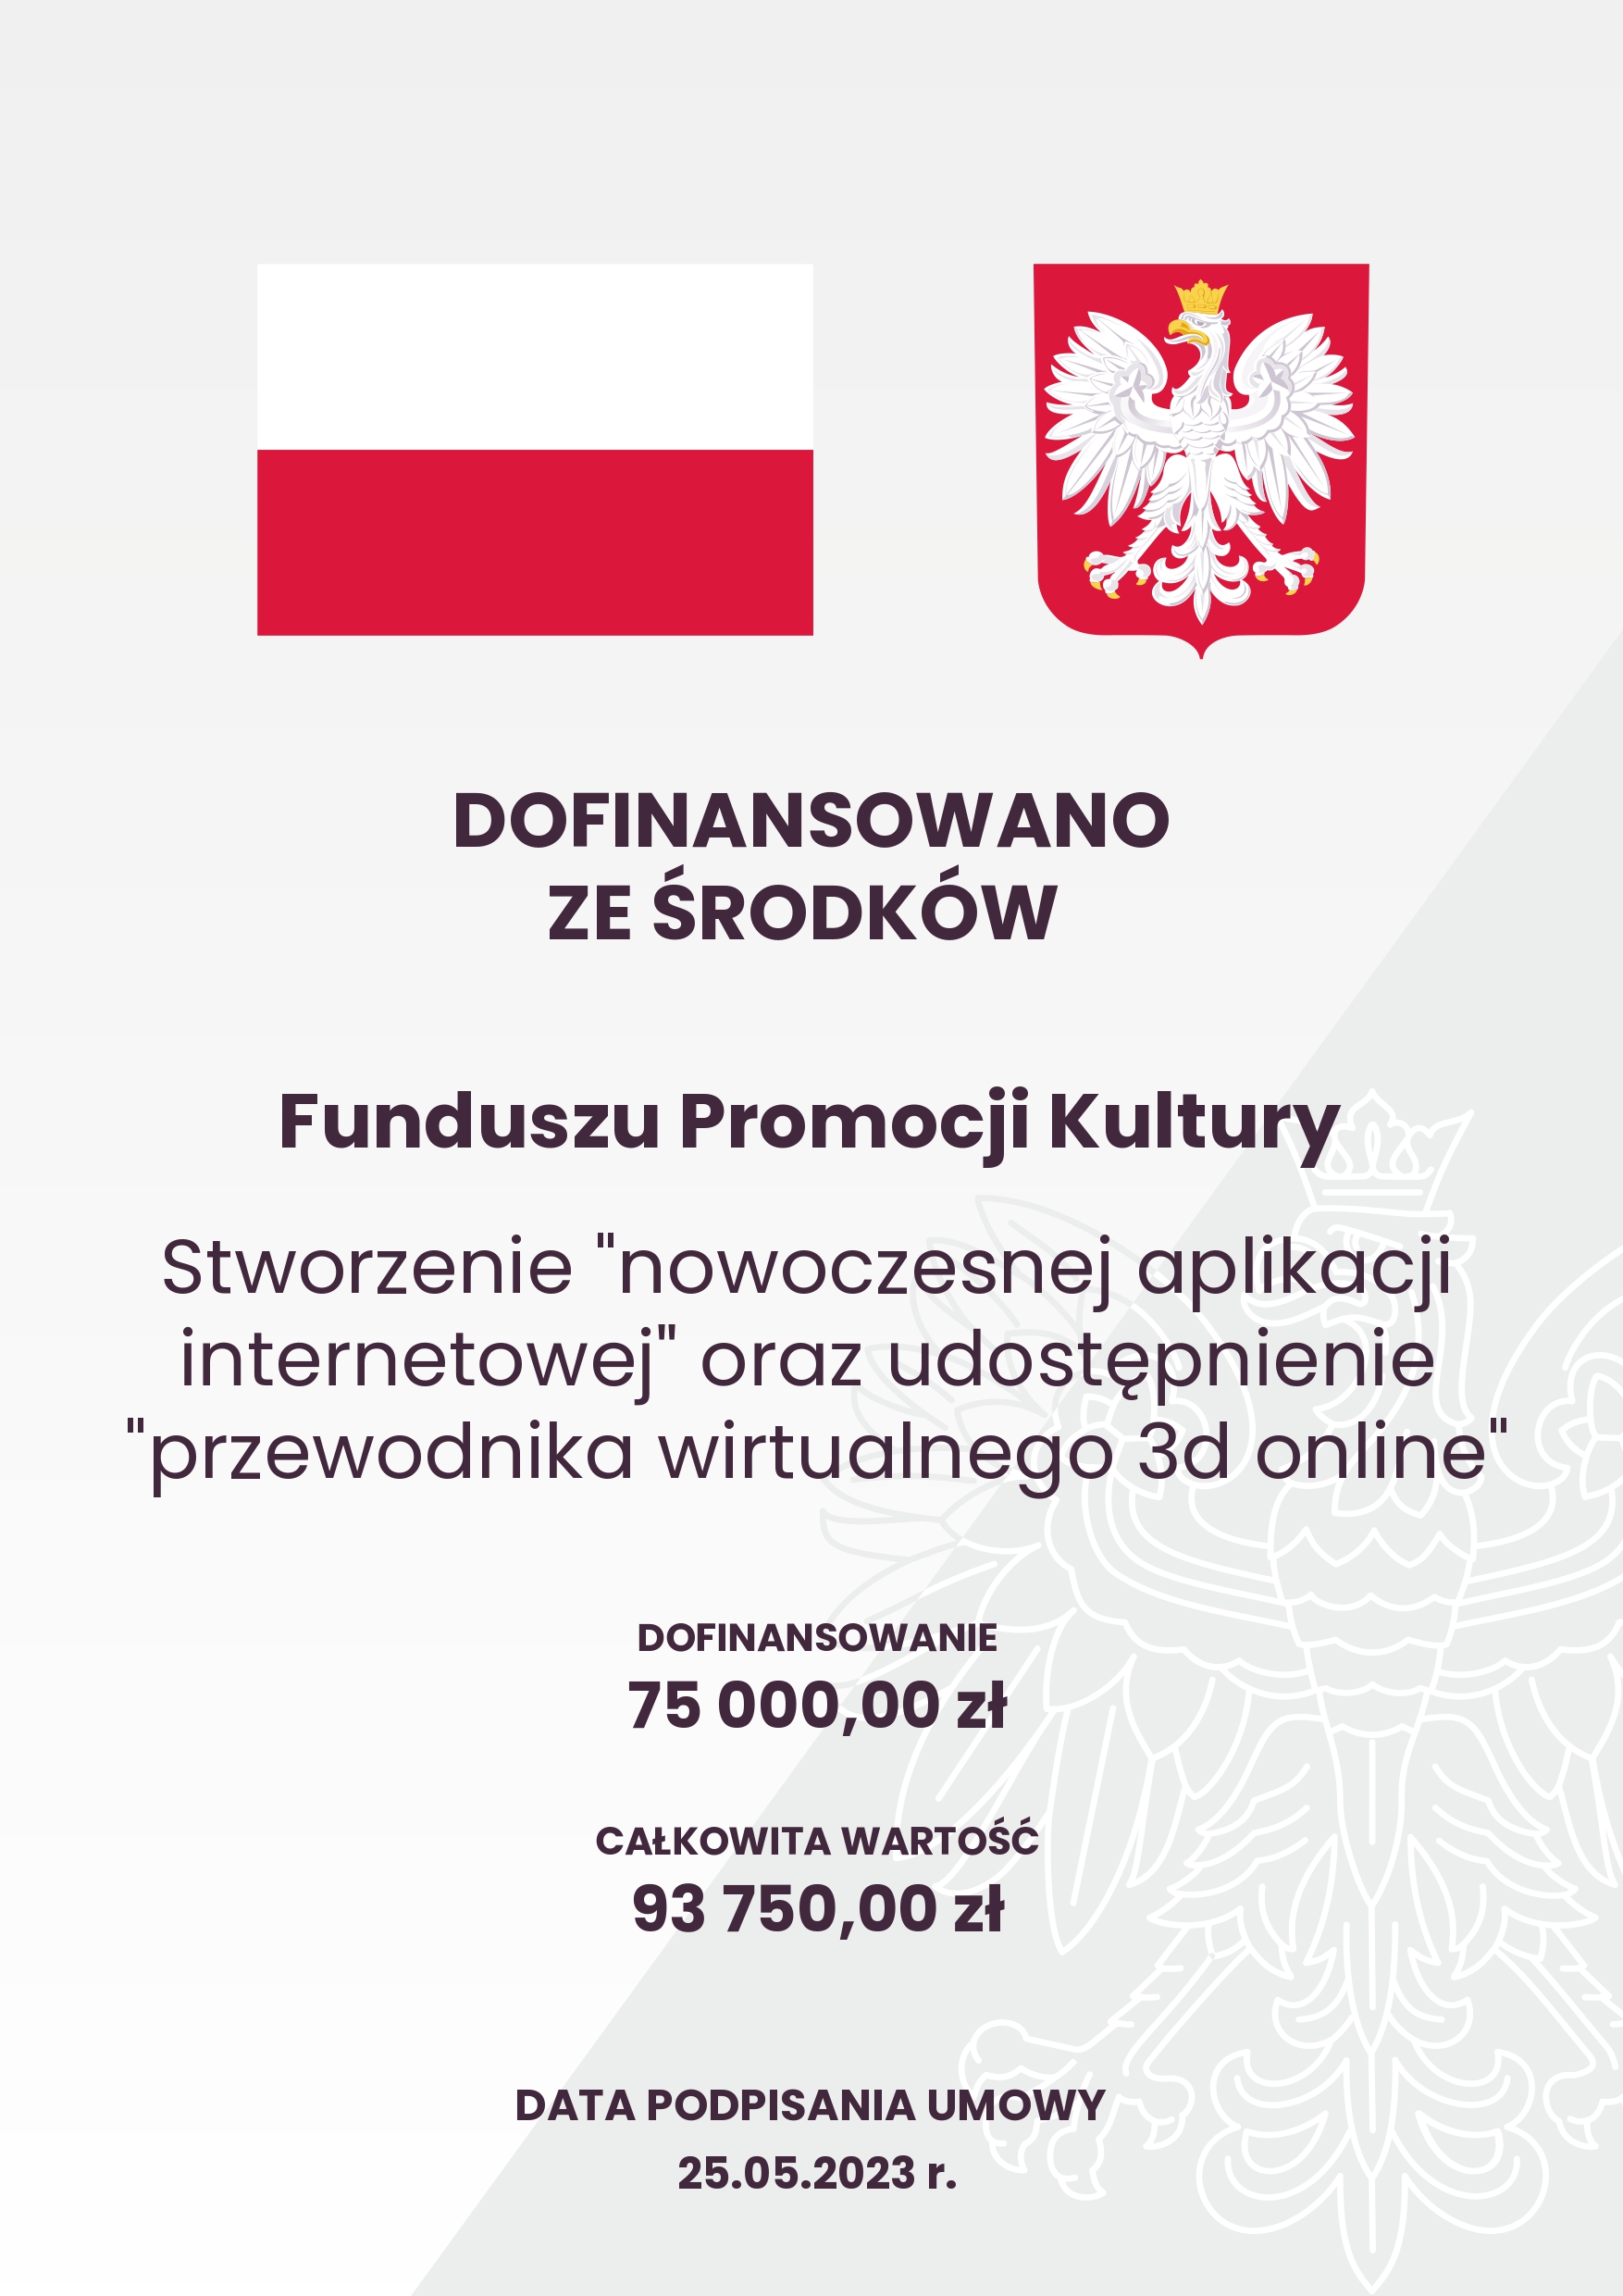 DOFINANSOWANO
ZE ŚRODKÓW
Funduszu Promocji Kultury
Stworzenie "nowoczesnej aplikacji
internetowej" oraz udostępnienie
"przewodnika wirtualnego 3d online"
DOFINANSOWANIE
75 000,00 zł
CAŁKOWITA WARTOŚĆ
93 750,00 zł
DATA PODPISANIA UMOWY
25.05.2023 r.